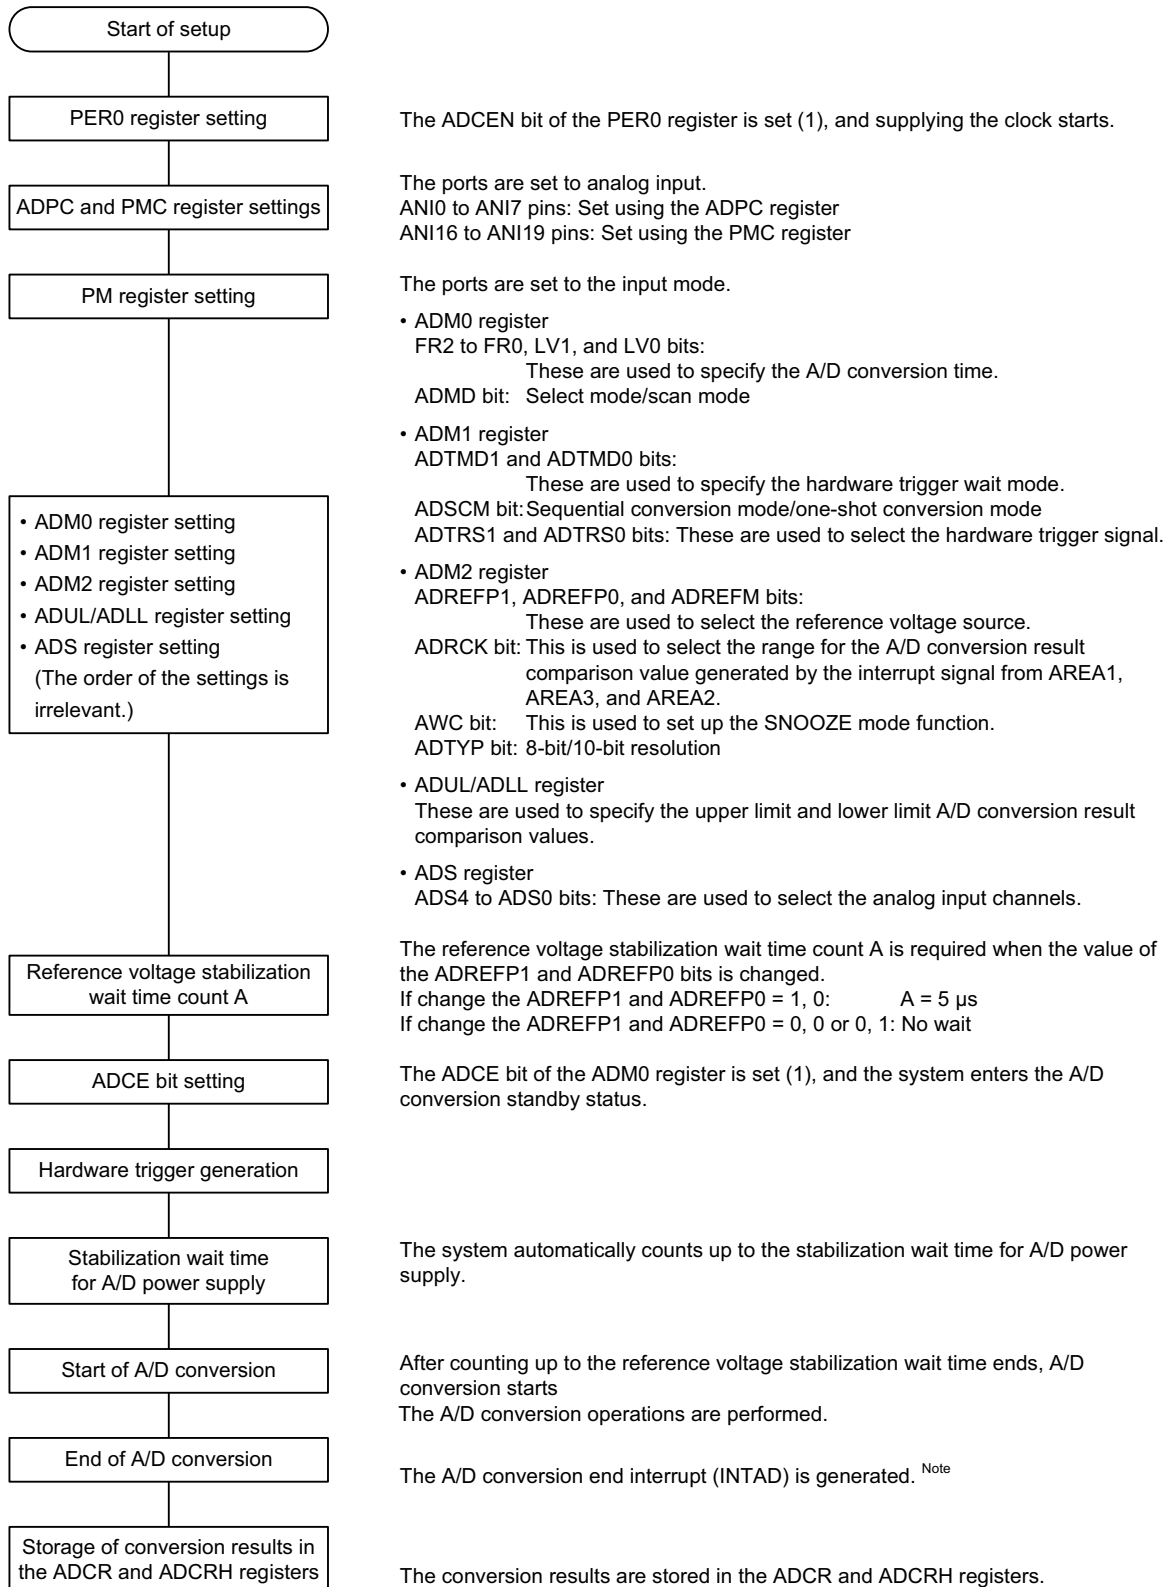 Start of setup
PER0 register setting
The ADCEN bit of the PER0 register is set (1), and supplying the clock starts.
ADPC and PMC register settings
The ports are set to analog input.
ANI0 to ANI7 pins: Set using the ADPC register
ANI16 to ANI19 pins: Set using the PMC register
PM register setting
The ports are set to the input mode.
• ADM0 register setting
• ADM1 register setting
• ADM2 register setting
• ADUL/ADLL register setting
• ADS register setting
(The order of the settings is
irrelevant.)
• ADM0 register
FR2 to FR0, LV1, and LV0 bits:
These are used to specify the A/D conversion time.
ADMD bit: Select mode/scan mode
• ADM1 register
ADTMD1 and ADTMD0 bits:
These are used to specify the hardware trigger wait mode.
ADSCM bit: Sequential conversion mode/one-shot conversion mode
ADTRS1 and ADTRS0 bits: These are used to select the hardware trigger signal.
• ADM2 register
ADREFP1, ADREFP0, and ADREFM bits:
These are used to select the reference voltage source.
ADRCK bit: This is used to select the range for the A/D conversion result
comparison value generated by the interrupt signal from AREA1,
AREA3, and AREA2.
AWC bit: This is used to set up the SNOOZE mode function.
ADTYP bit: 8-bit/10-bit resolution
• ADUL/ADLL register
These are used to specify the upper limit and lower limit A/D conversion result
comparison values.
• ADS register
ADS4 to ADS0 bits: These are used to select the analog input channels.
Reference voltage stabilization
wait time count A
The reference voltage stabilization wait time count A is required when the value of
the ADREFP1 and ADREFP0 bits is changed.
If change the ADREFP1 and ADREFP0 = 1, 0: A = 5 µs
If change the ADREFP1 and ADREFP0 = 0, 0 or 0, 1: No wait
ADCE bit setting
The ADCE bit of the ADM0 register is set (1), and the system enters the A/D
conversion standby status.
Hardware trigger generation
Stabilization wait time
for A/D power supply
The system automatically counts up to the stabilization wait time for A/D power
supply.
Start of A/D conversion
After counting up to the reference voltage stabilization wait time ends, A/D
conversion starts
The A/D conversion operations are performed.
End of A/D conversion
The A/D conversion end interrupt (INTAD) is generated. Note
Storage of conversion results in
the ADCR and ADCRH registers
The conversion results are stored in the ADCR and ADCRH registers.